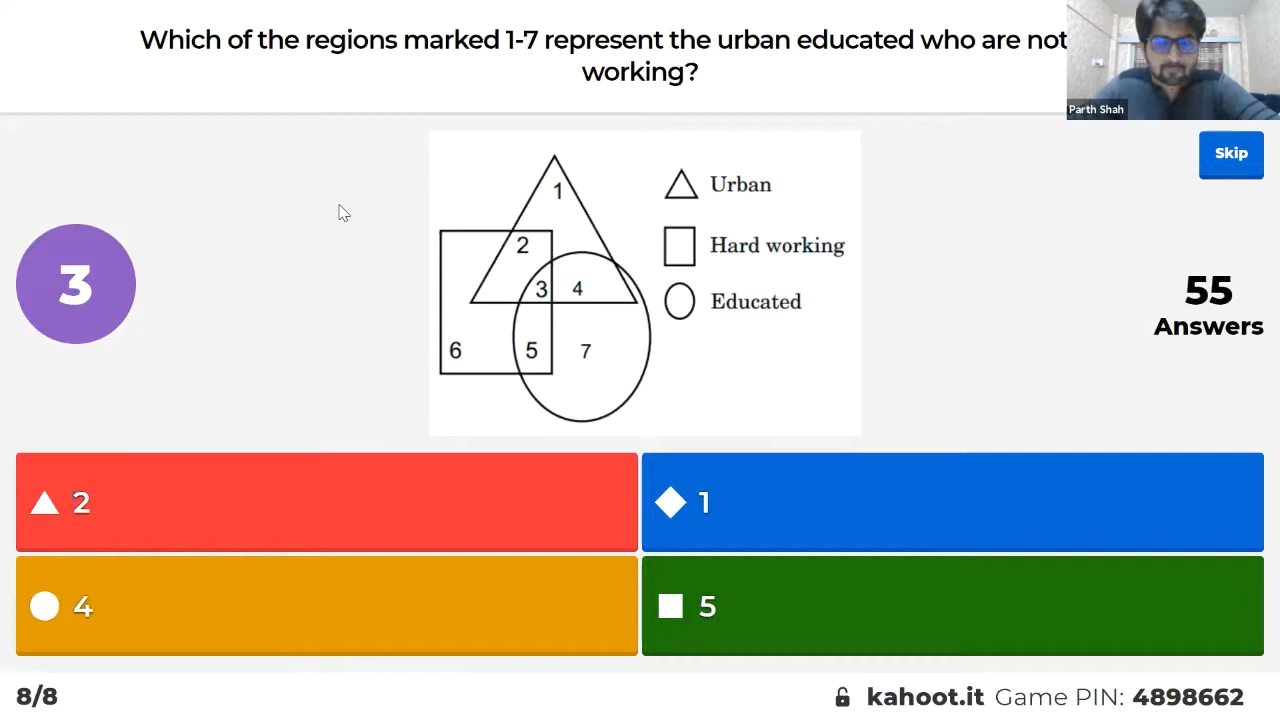 Which of the regions marked 1-7 represent the urban educated who are not
working?
Parth Shah
Skip
3
55
Answers
1
2
3
4
5
6
7
Urban
Hard working
Educated
2
1
4
5
8/8
kahoot.it Game PIN: 4898662